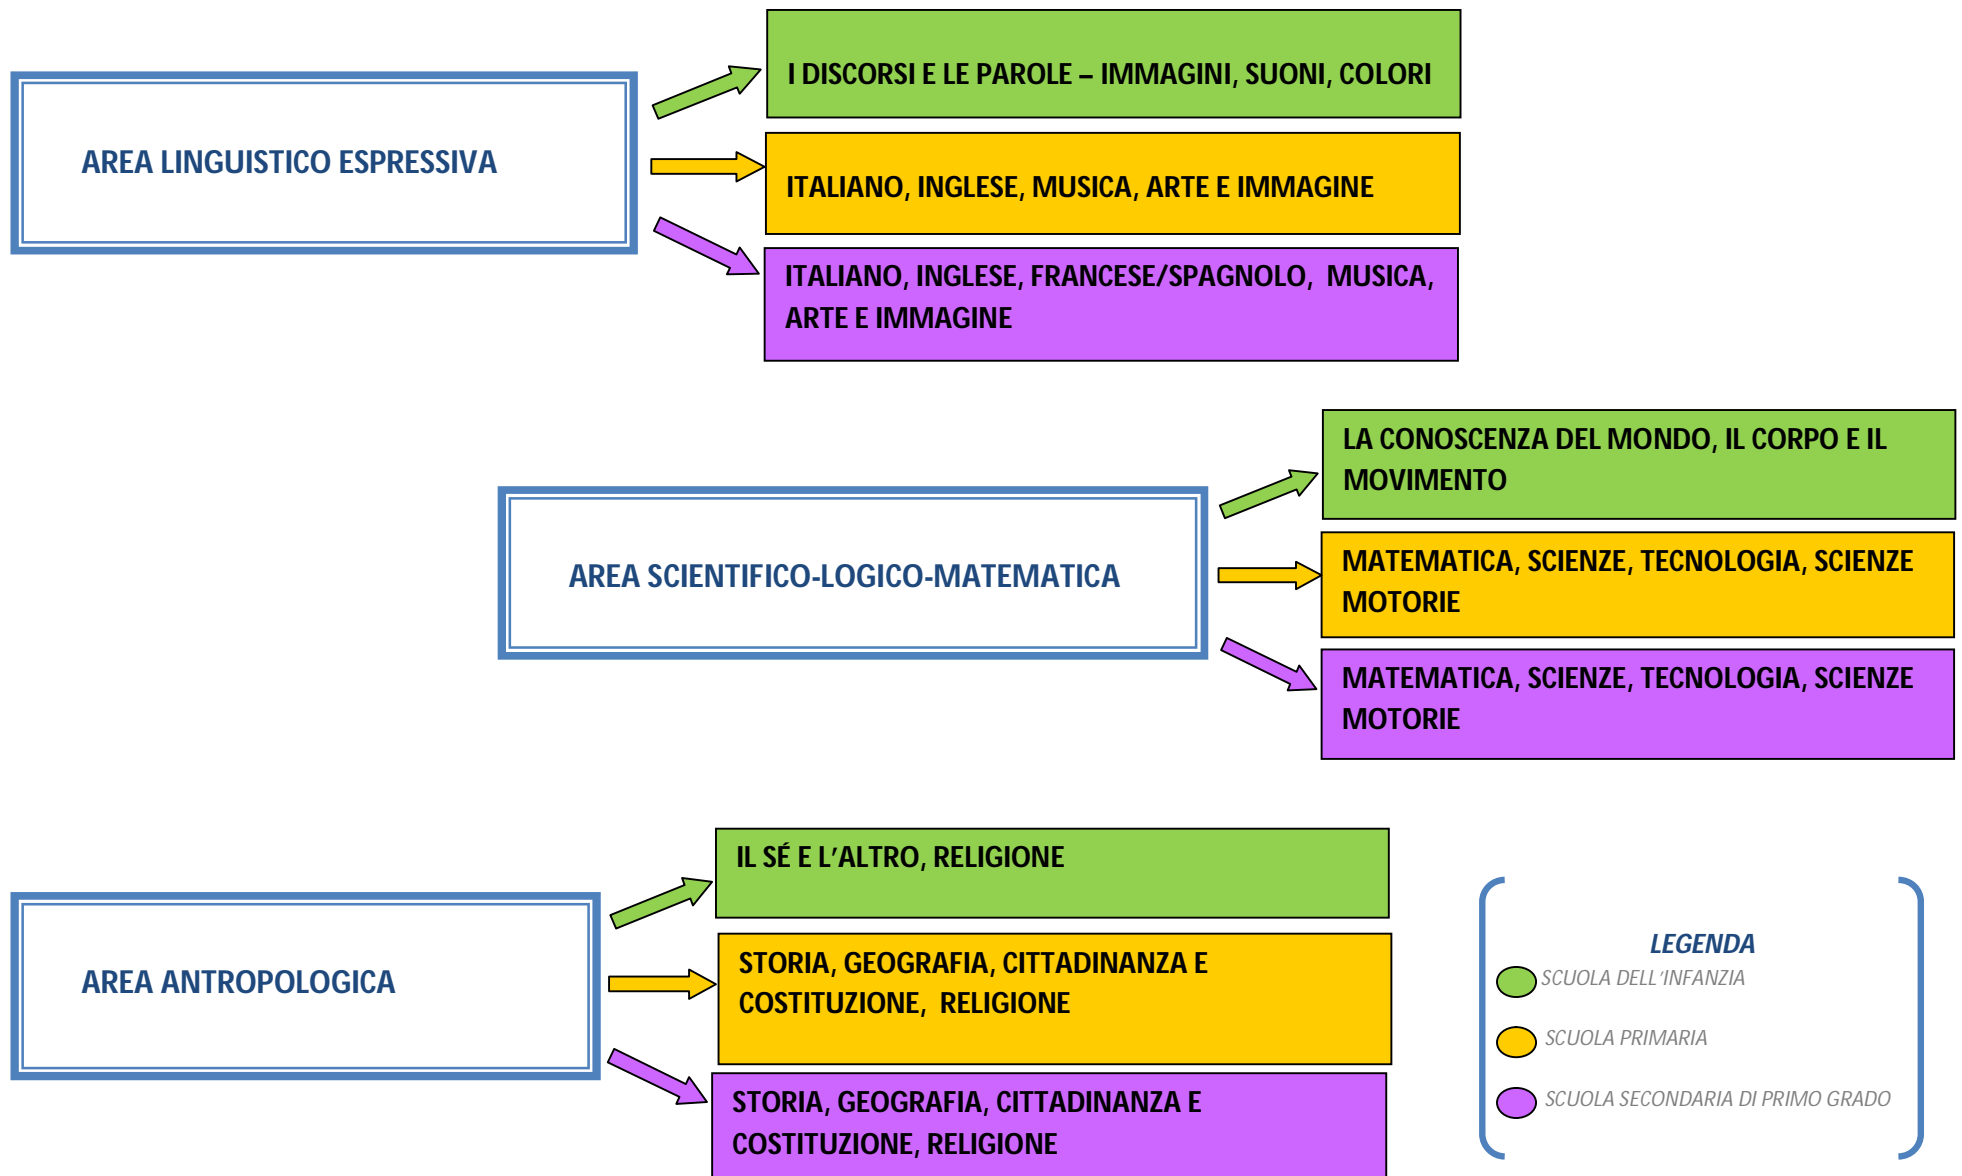 I DISCORSI E LE PAROLE – IMMAGINI, SUONI, COLORI
AREA LINGUISTICO ESPRESSIVA
ITALIANO, INGLESE, MUSICA, ARTE E IMMAGINE
ITALIANO, INGLESE, FRANCESE/SPAGNOLO, MUSICA,
ARTE E IMMAGINE
LA CONOSCENZA DEL MONDO, IL CORPO E IL
MOVIMENTO
AREA SCIENTIFICO-LOGICO-MATEMATICA
MATEMATICA, SCIENZE, TECNOLOGIA, SCIENZE
MOTORIE
MATEMATICA, SCIENZE, TECNOLOGIA, SCIENZE
MOTORIE
IL SÉ E L’ALTRO, RELIGIONE
AREA ANTROPOLOGICA
STORIA, GEOGRAFIA, CITTADINANZA E
COSTITUZIONE, RELIGIONE
STORIA, GEOGRAFIA, CITTADINANZA E
COSTITUZIONE, RELIGIONE
LEGENDA
SCUOLA DELL’INFANZIA
SCUOLA PRIMARIA
SCUOLA SECONDARIA DI PRIMO GRADO